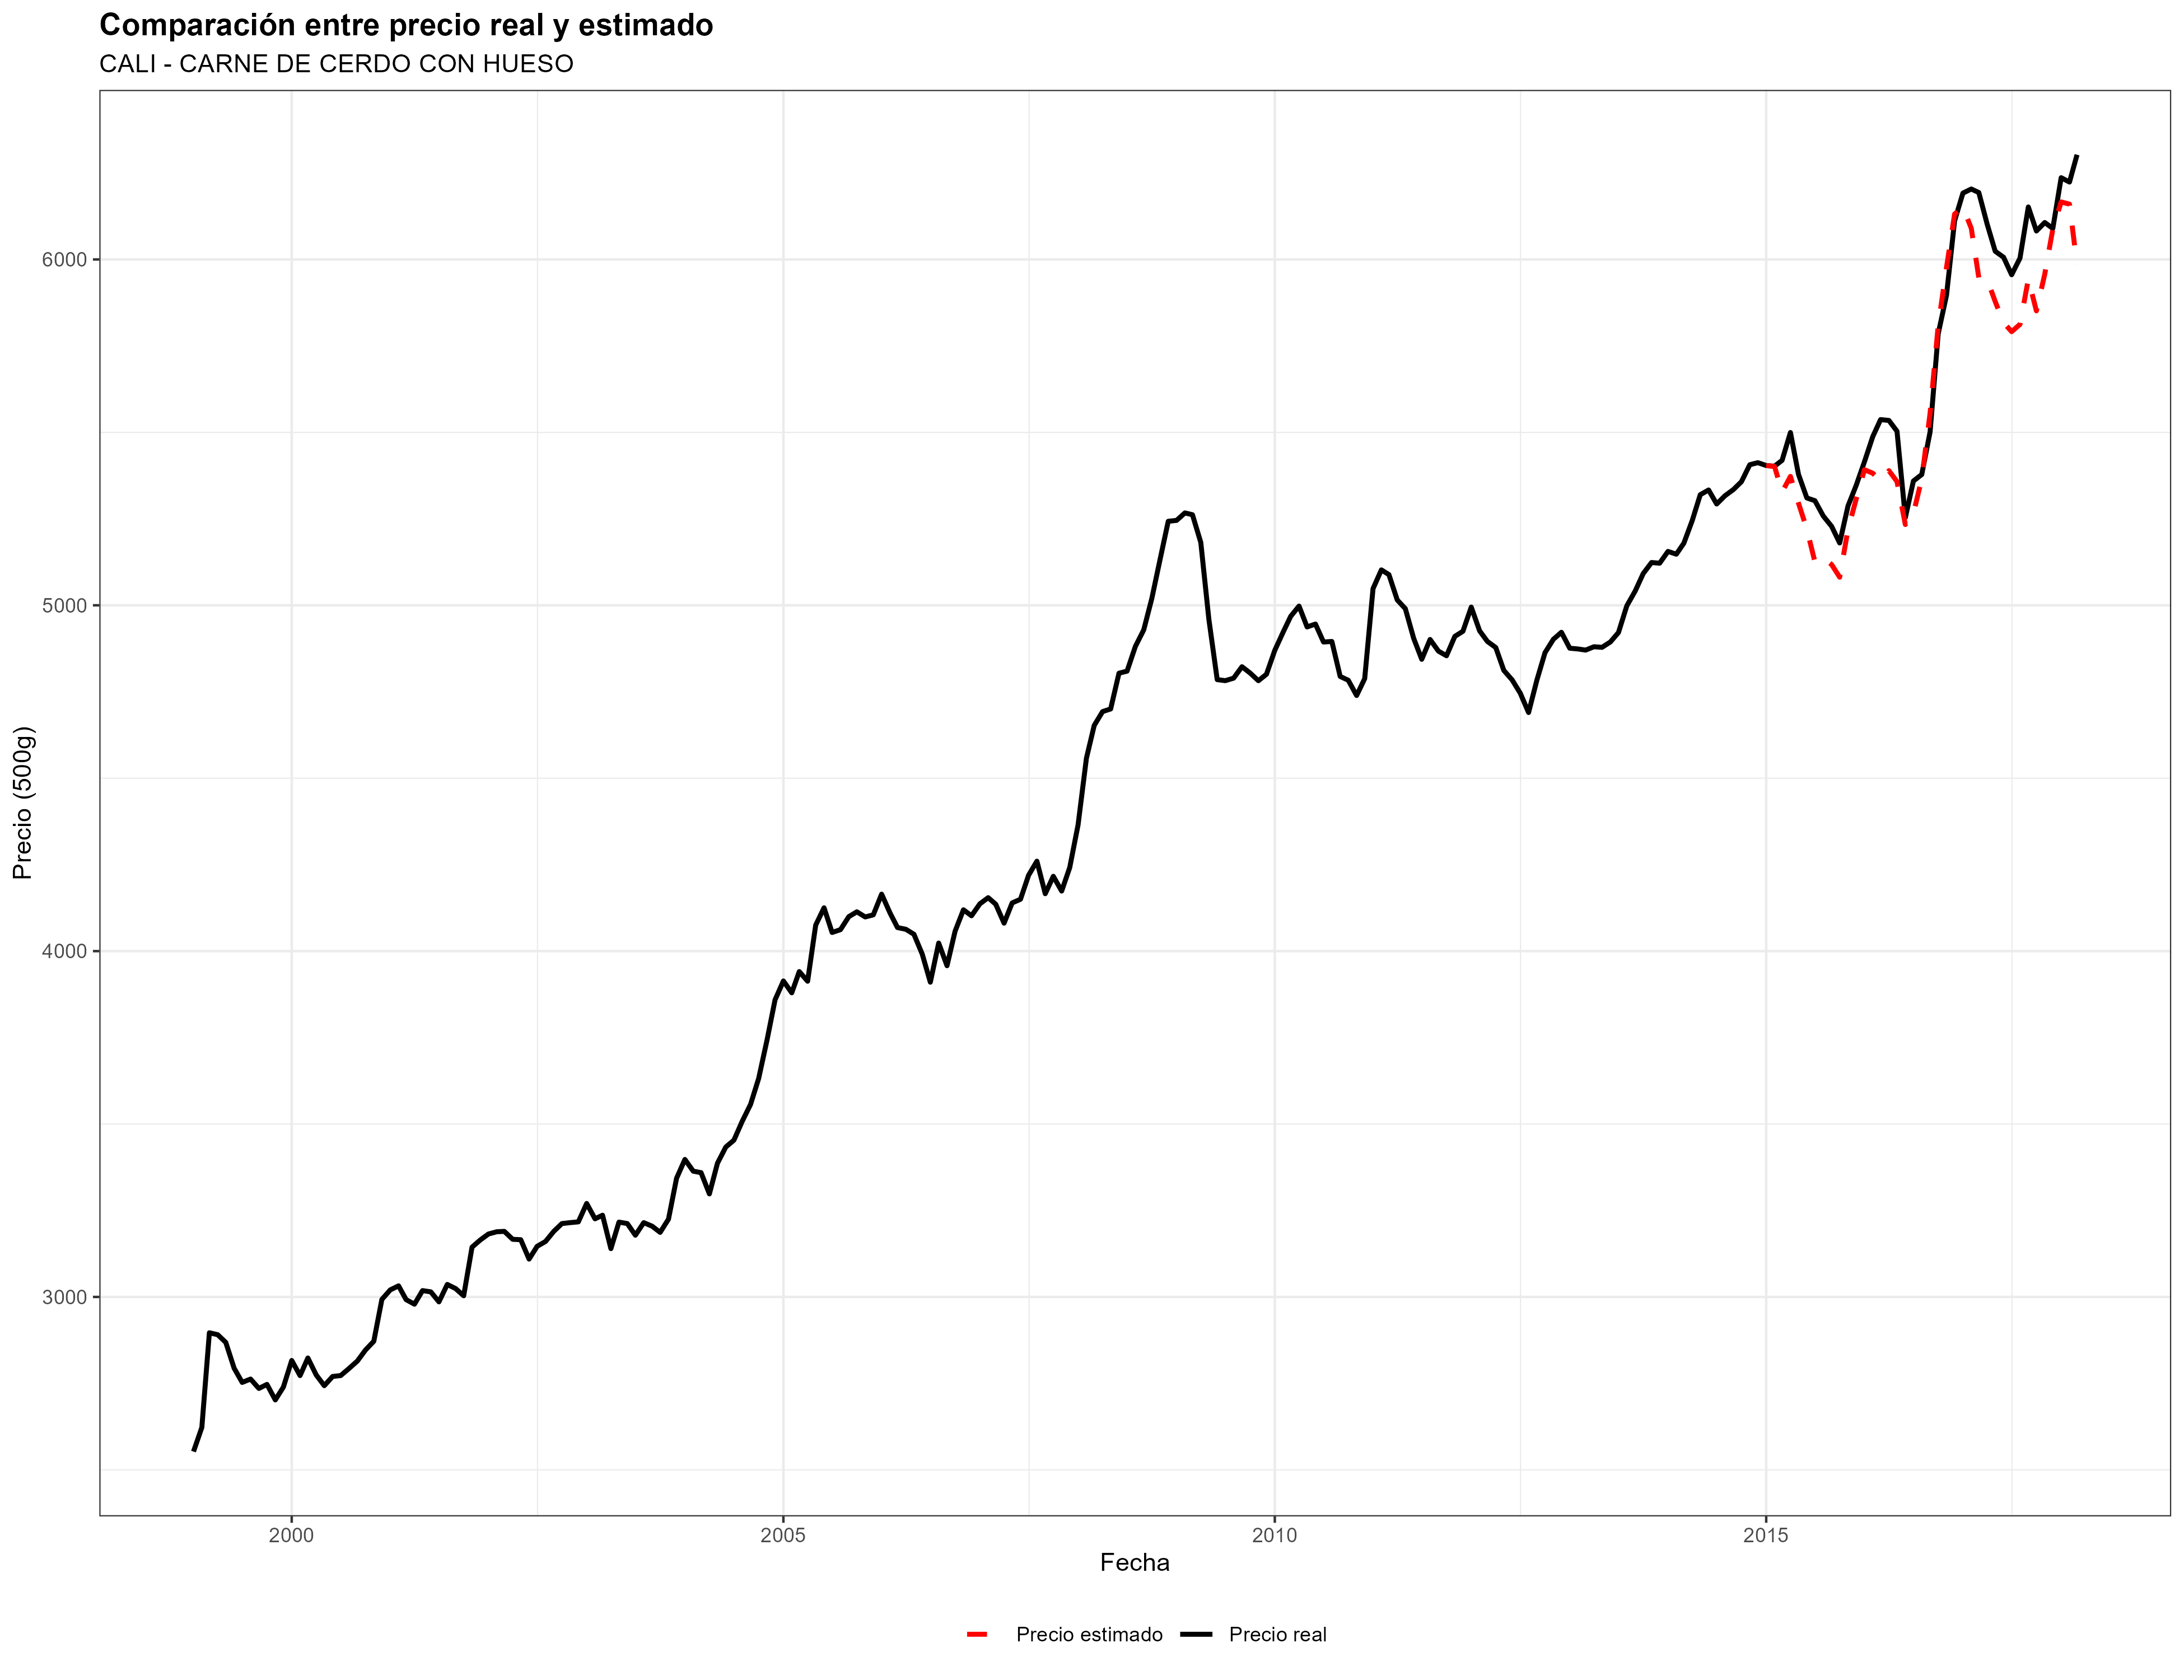 Comparación entre precio real y estimado
CALI - CARNE DE CERDO CON HUESO
Precio (500g)
6000
5000
4000
3000
2000
2005
2010
2015
Fecha
Precio estimado
Precio real